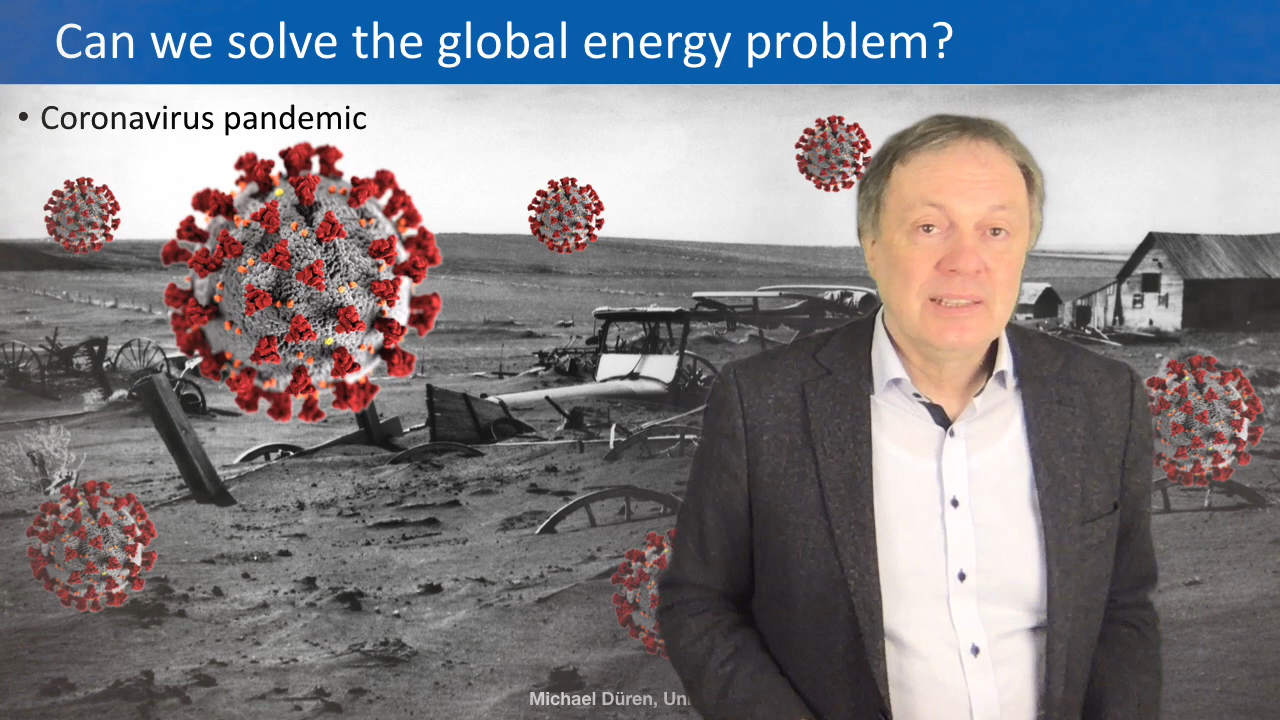 Can we solve the global energy problem?
• Coronavirus pandemic
Michael Düren,